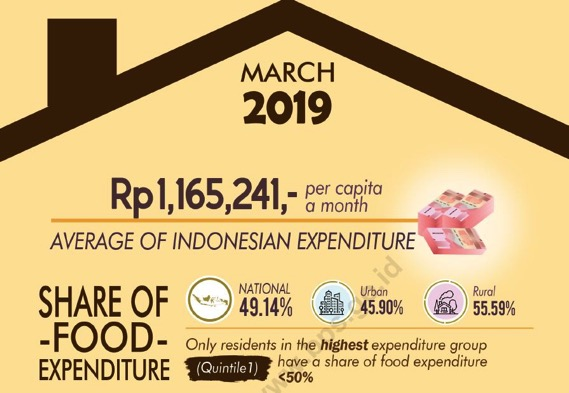 MARCH
2019
Rp1,165,241,- per capita
a month
AVERAGE OF INDONESIAN EXPENDITURE
SHARE OF
-FOOD-
EXPENDITURE
NATIONAL
49.14%
Urban
45.90%
Rural
55.59%
Only residents in the highest expenditure group
(Quintile1) have a share of food expenditure
<50%